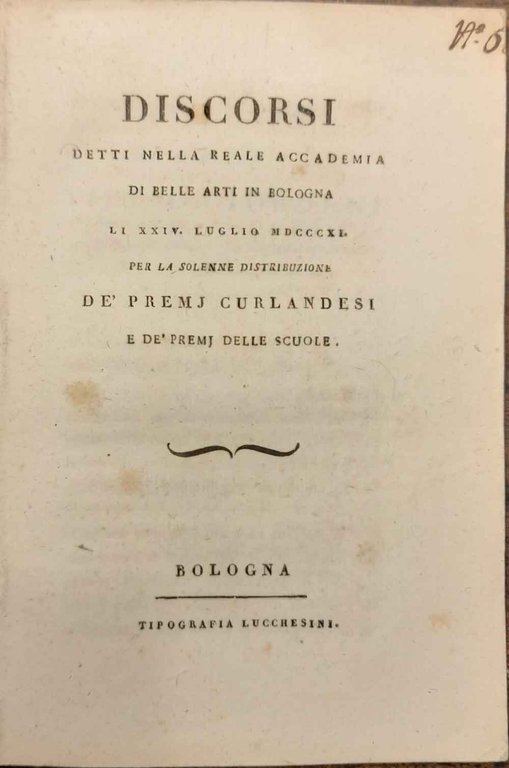 Nº. 6
DISCORSI
DETTI NELLA REALE ACCADEMIA
DI BELLE ARTI IN BOLOGNA
LI XXIV. LUGLIO MDCCCXI.
PER LA SOLENNE DISTRIBUZIONE
DE' PREMJ CURLANDESI
E DE' PREMJ DELLE SCUOLE.
BOLOGNA
TIPOGRAFIA LUCCHESINI.